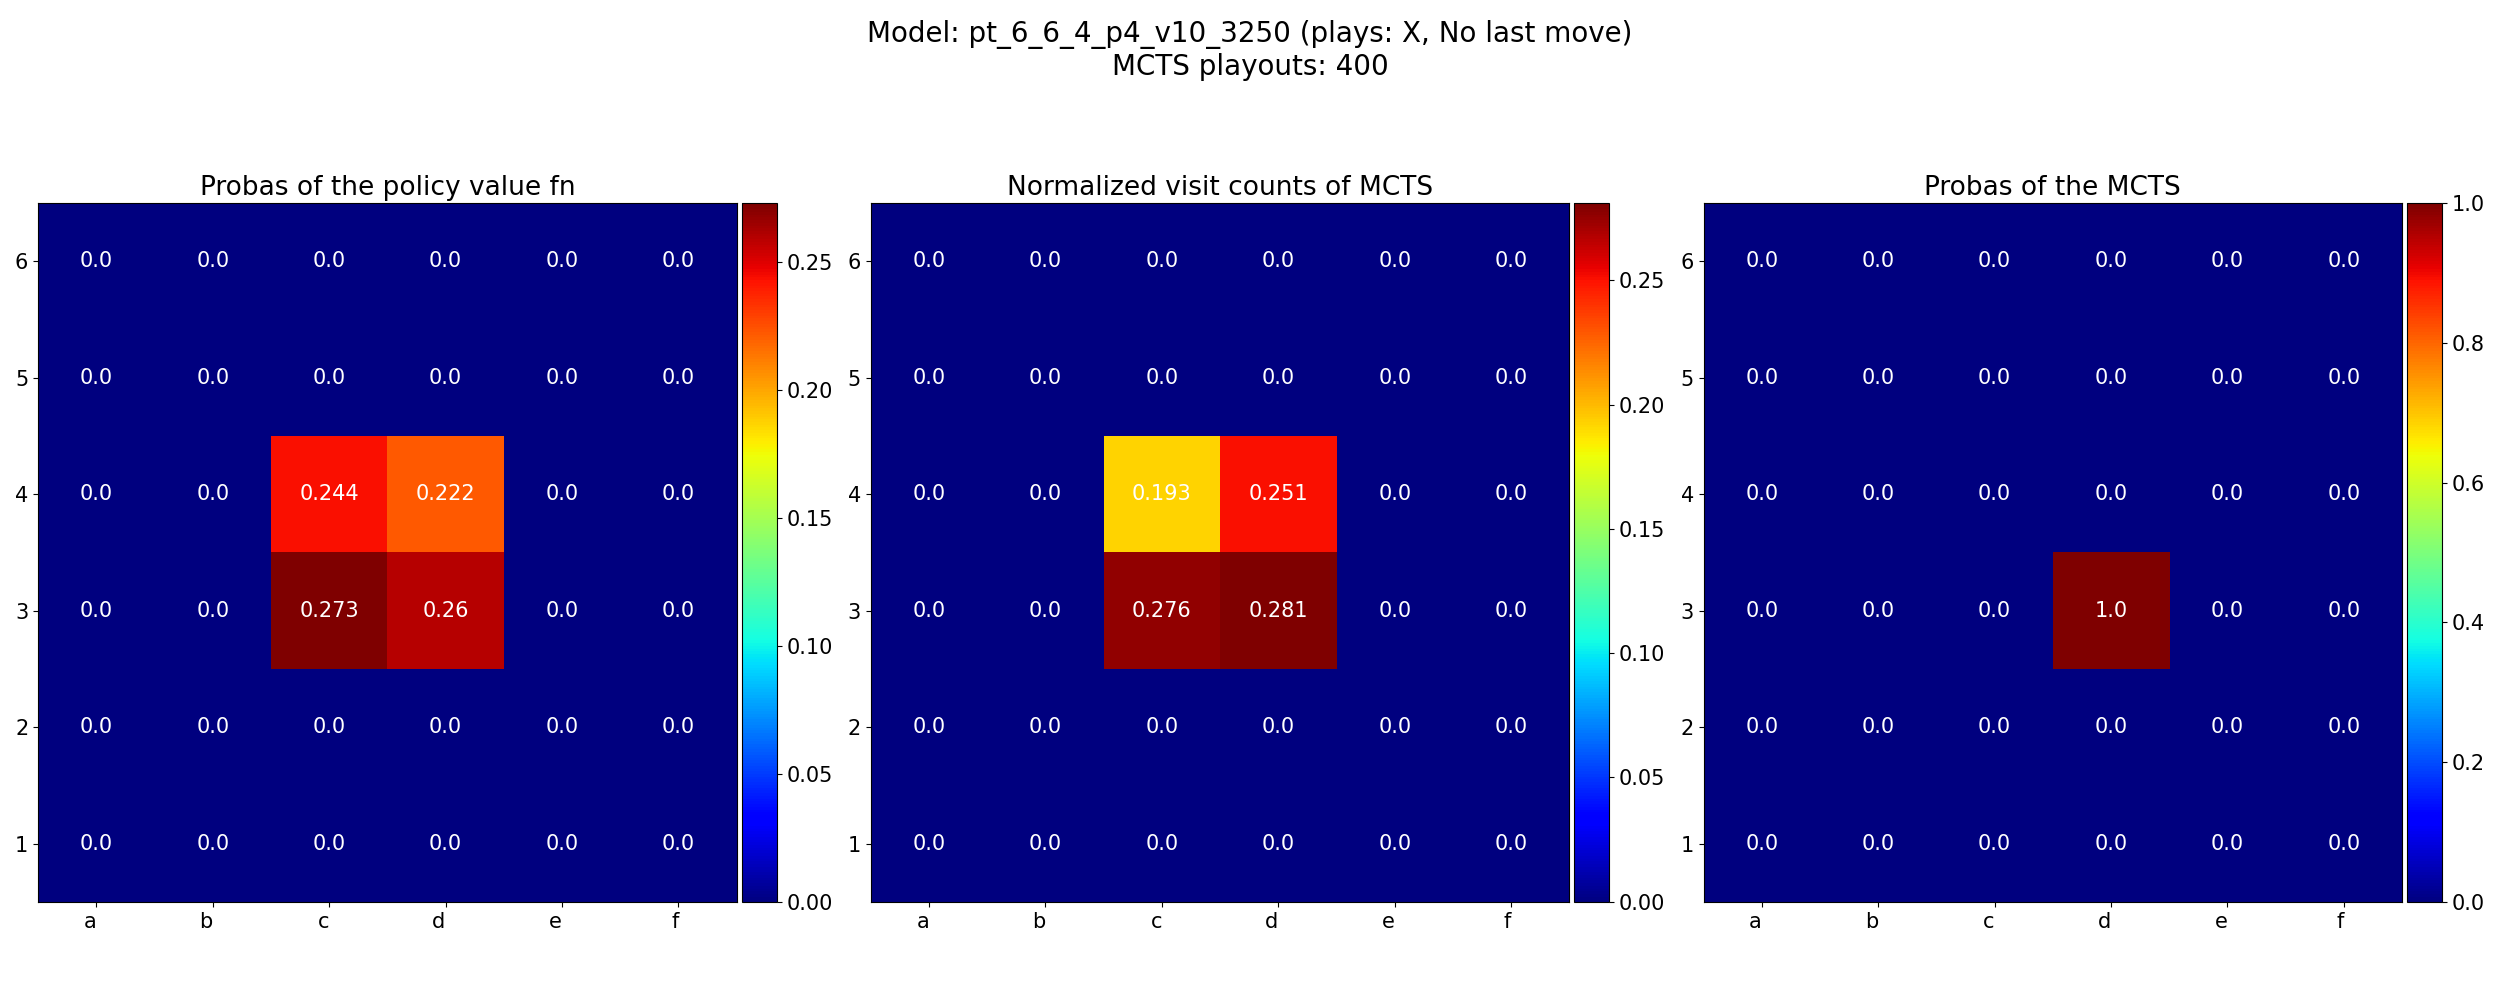 Model: pt_6_6_4_p4_v10_3250 (plays: X, No last move)
MCTS playouts: 400
Probas of the policy value fn
6 0.0 0.0 0.0 0.0 0.0 0.0
5 0.0 0.0 0.0 0.0 0.0 0.0
4 0.0 0.0 0.244 0.222 0.0 0.0
3 0.0 0.0 0.273 0.26 0.0 0.0
2 0.0 0.0 0.0 0.0 0.0 0.0
1 0.0 0.0 0.0 0.0 0.0 0.0
a b c d e f
0.25
0.20
0.15
0.10
0.05
0.00
Normalized visit counts of MCTS
6 0.0 0.0 0.0 0.0 0.0 0.0
5 0.0 0.0 0.0 0.0 0.0 0.0
4 0.0 0.0 0.193 0.251 0.0 0.0
3 0.0 0.0 0.276 0.281 0.0 0.0
2 0.0 0.0 0.0 0.0 0.0 0.0
1 0.0 0.0 0.0 0.0 0.0 0.0
a b c d e f
0.25
0.20
0.15
0.10
0.05
0.00
Probas of the MCTS
6 0.0 0.0 0.0 0.0 0.0 0.0
5 0.0 0.0 0.0 0.0 0.0 0.0
4 0.0 0.0 0.0 0.0 0.0 0.0
3 0.0 0.0 0.0 1.0 0.0 0.0
2 0.0 0.0 0.0 0.0 0.0 0.0
1 0.0 0.0 0.0 0.0 0.0 0.0
a b c d e f
1.0
0.8
0.6
0.4
0.2
0.0